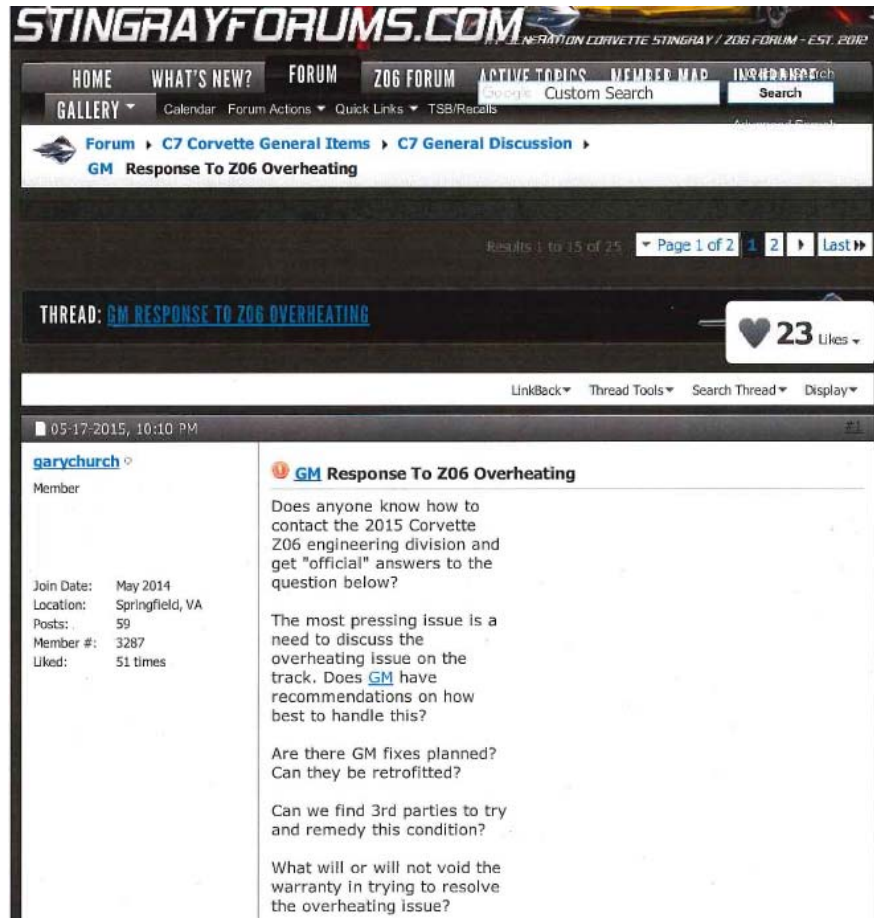 STINGRAYFORUMS.COM
GENERATION CORVETTE STINGRAY / Z06 FORUM - EST. 2012
HOME WHAT'S NEW? FORUM Z06 FORUM ACTIVE TOPICS MEMBER MAP INSURANCE
Google Custom Search Search
GALLERY Calendar Forum Actions Quick Links TSB/Recalls
Advanced Search
Forum C7 Corvette General Items C7 General Discussion
GM Response To Z06 Overheating
Results 1 to 15 of 25 Page 1 of 2 1 2 Last
THREAD: GM RESPONSE TO Z06 OVERHEATING
23 Likes
LinkBack Thread Tools Search Thread Display
05-17-2015, 10:10 PM #1
garychurch
Member
Join Date: May 2014
Location: Springfield, VA
Posts: 59
Member #: 3287
Liked: 51 times
GM Response To Z06 Overheating
Does anyone know how to
contact the 2015 Corvette
Z06 engineering division and
get "official" answers to the
question below?
The most pressing issue is a
need to discuss the
overheating issue on the
track. Does GM have
recommendations on how
best to handle this?
Are there GM fixes planned?
Can they be retrofitted?
Can we find 3rd parties to try
and remedy this condition?
What will or will not void the
warranty in trying to resolve
the overheating issue?